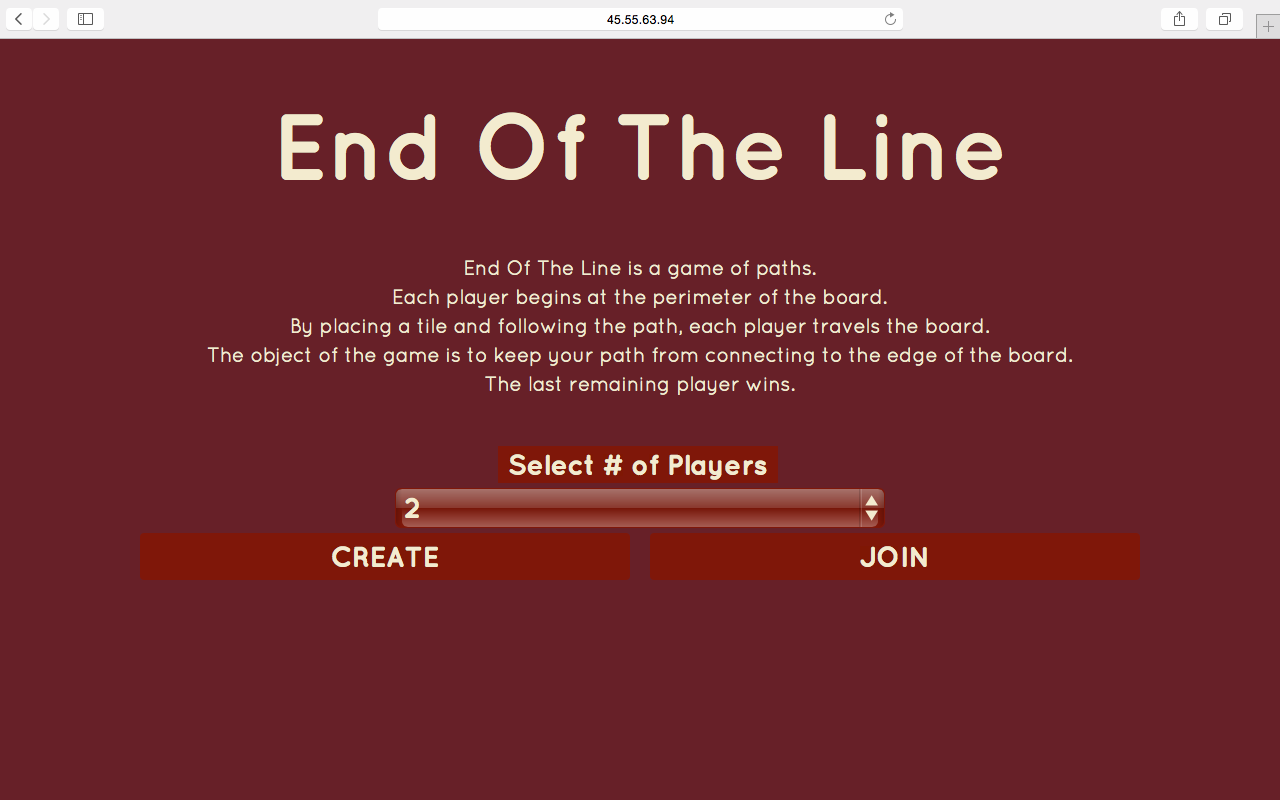 45.55.63.94
End Of The Line
End Of The Line is a game of paths.
Each player begins at the perimeter of the board.
By placing a tile and following the path, each player travels the board.
The object of the game is to keep your path from connecting to the edge of the board.
The last remaining player wins.
Select # of Players
2
CREATE
JOIN